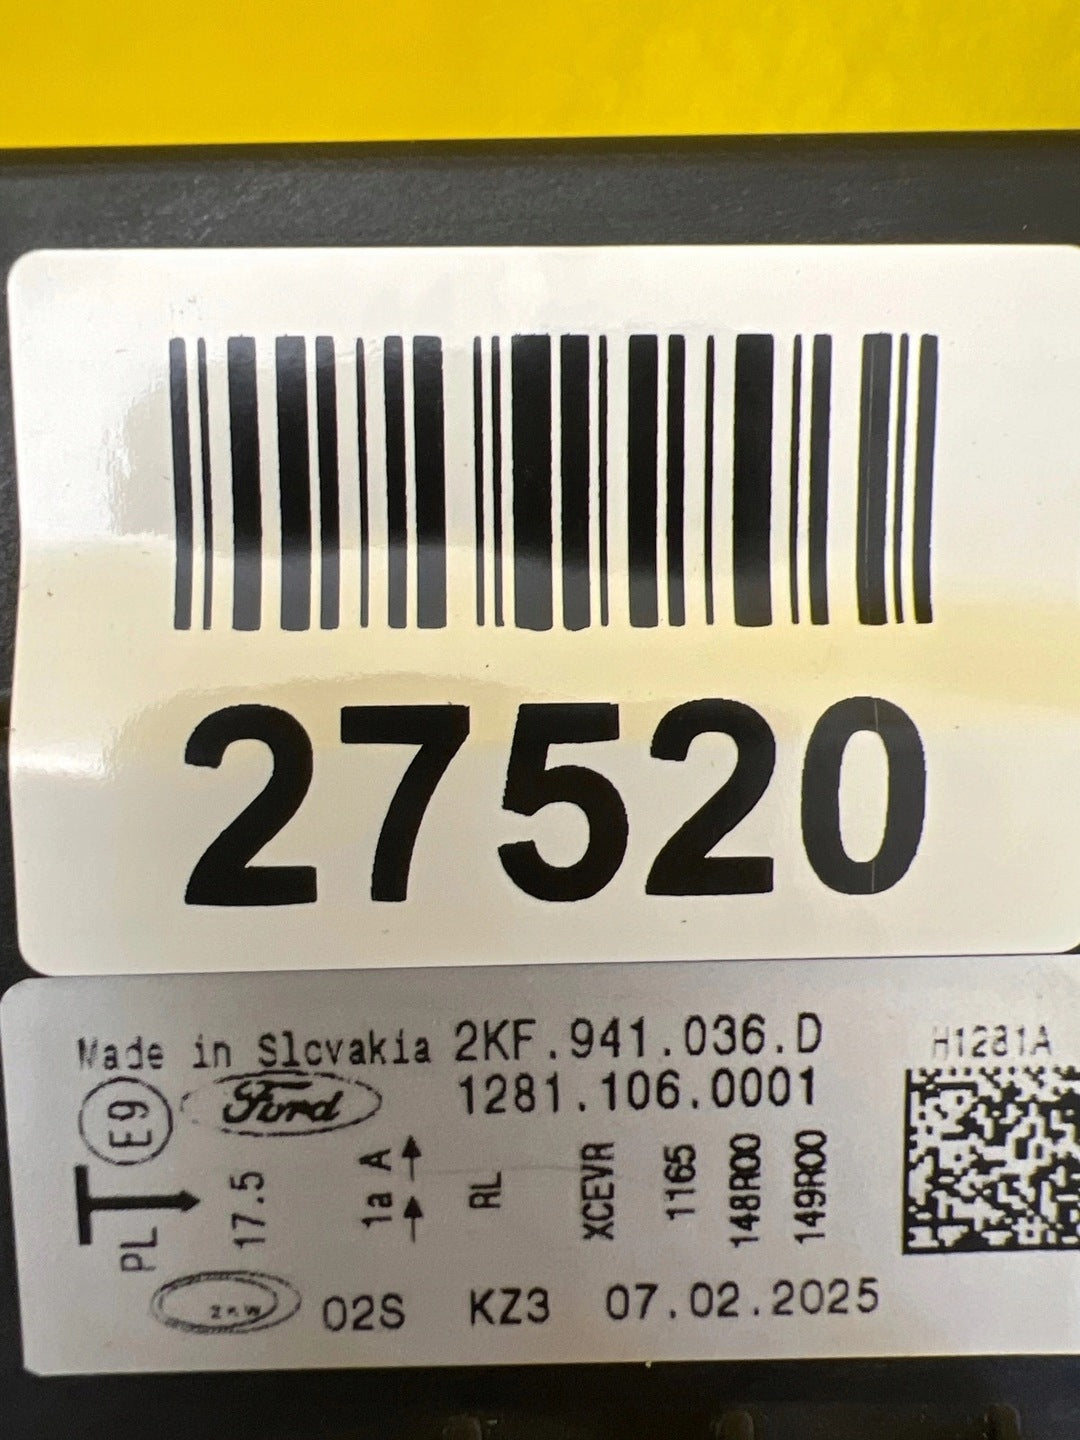 27520
Made in Slovakia 2KF.941.036.D
H1281A
E9 Ford 1281.106.0001
PL 17.5 1a A RL XCEVR 1165 148R00 149R00
ZKW 02S KZ3 07.02.2025